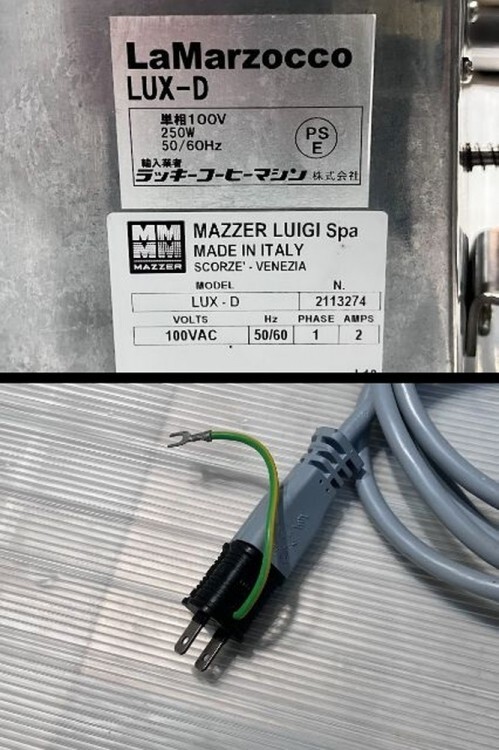 LaMarzocco
LUX-D
単相100V
250W
50/60Hz
PS
E
輸入業者
ラッキーコーヒーマシン 株式会社
MAZZER
MAZZER LUIGI Spa
MADE IN ITALY
SCORZE' - VENEZIA
MODEL N.
LUX - D 2113274
VOLTS Hz PHASE AMPS
100VAC 50/60 1 2